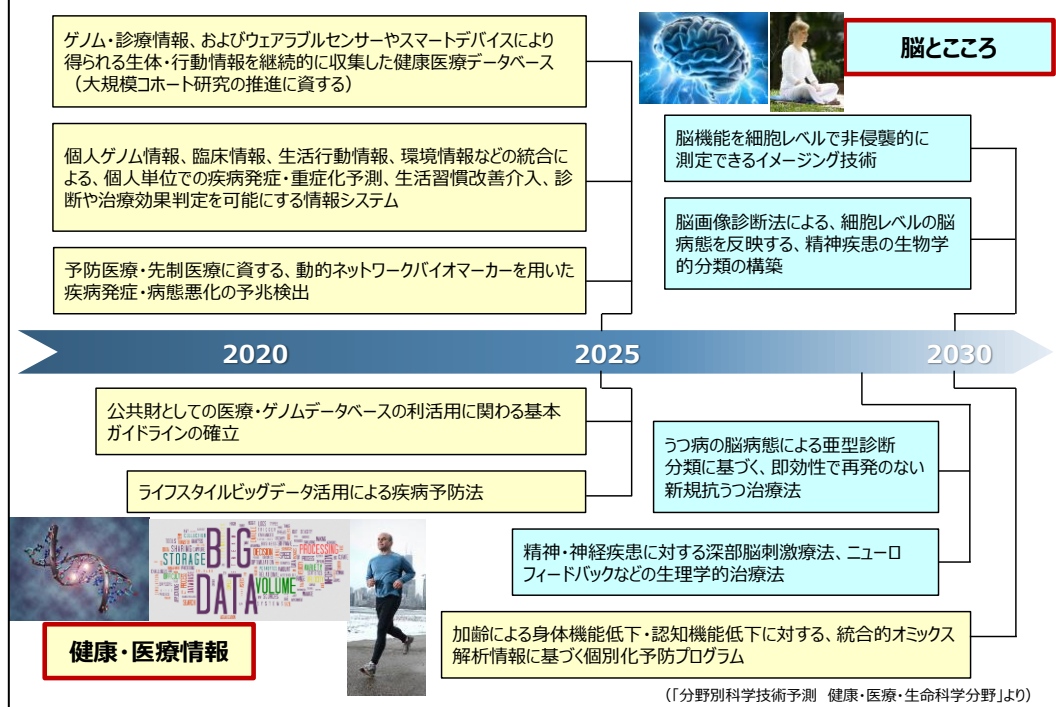 ゲノム・診療情報、およびウェアラブルセンサーやスマートデバイスにより
得られる生体・行動情報を継続的に収集した健康医療データベース
（大規模コホート研究の推進に資する）
個人ゲノム情報、臨床情報、生活行動情報、環境情報などの統合に
よる、個人単位での疾病発症・重症化予測、生活習慣改善介入、診
断や治療効果判定を可能にする情報システム
予防医療・先制医療に資する、動的ネットワークバイオマーカーを用いた
疾病発症・病態悪化の予兆検出
脳とこころ
脳機能を細胞レベルで非侵襲的に
測定できるイメージング技術
脳画像診断法による、細胞レベルの脳
病態を反映する、精神疾患の生物学
的分類の構築
2020
2025
2030
公共財としての医療・ゲノムデータベースの利活用に関わる基本
ガイドラインの確立
ライフスタイルビッグデータ活用による疾病予防法
うつ病の脳病態による亜型診断
分類に基づく、即効性で再発のない
新規抗うつ治療法
精神・神経疾患に対する深部脳刺激療法、ニューロ
フィードバックなどの生理学的治療法
加齢による身体機能低下・認知機能低下に対する、統合的オミックス
解析情報に基づく個別化予防プログラム
BIG
DATA
STORAGE
PROCESSING
VOLUME
SHARING
DECISION
健康・医療情報
（「分野別科学技術予測　健康・医療・生命科学分野」より）